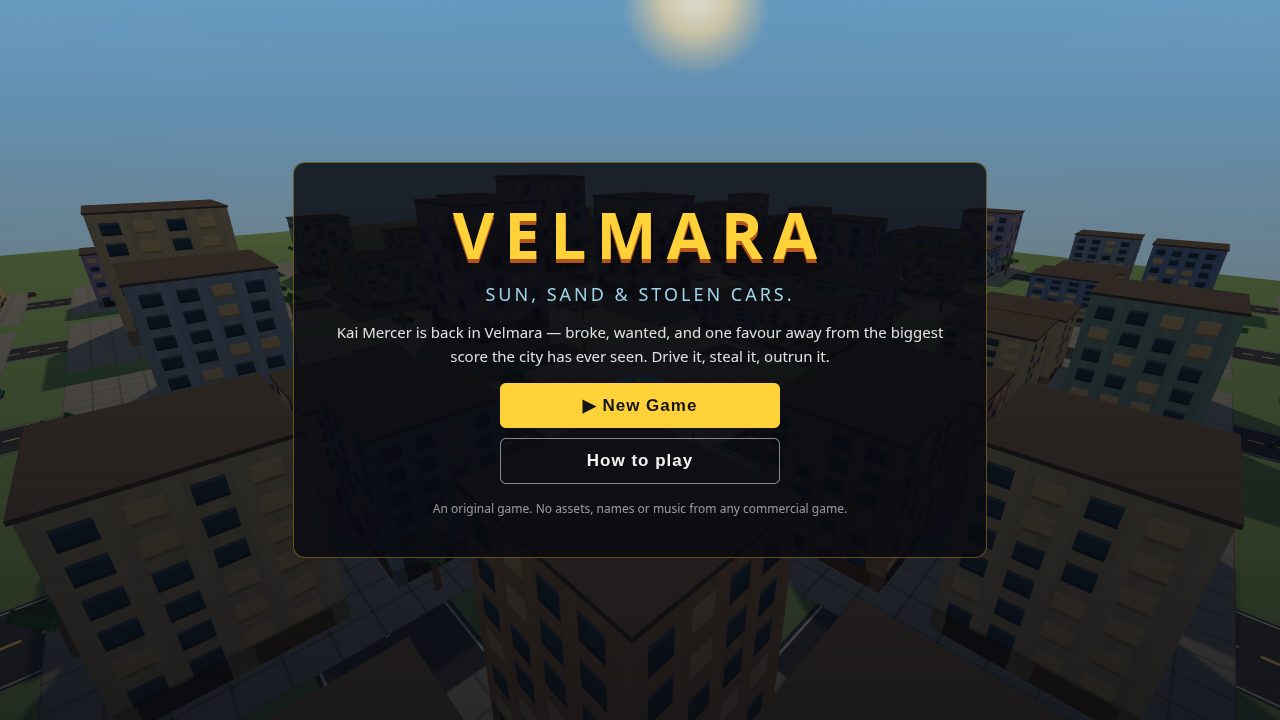 VELMARA
SUN, SAND & STOLEN CARS.
Kai Mercer is back in Velmara — broke, wanted, and one favour away from the biggest
score the city has ever seen. Drive it, steal it, outrun it.
▶ New Game
How to play
An original game. No assets, names or music from any commercial game.